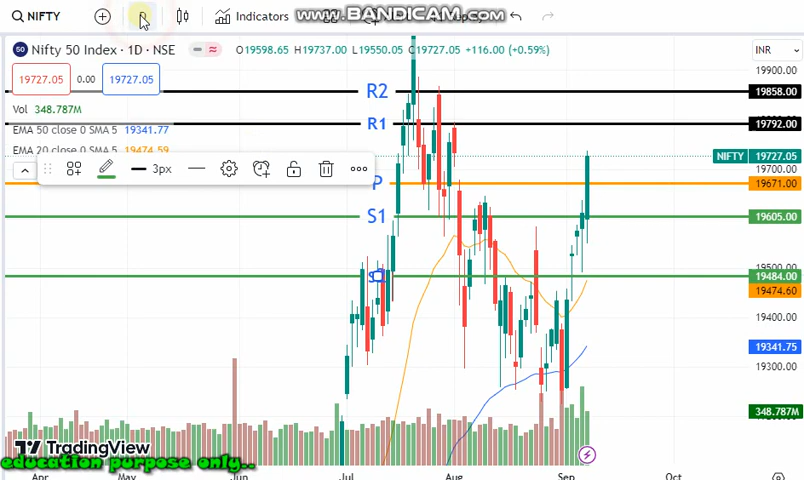 NIFTY
D
Indicators
www.BANDICAM.com
Nifty 50 Index · 1D · NSE
O19598.65 H19737.00 L19550.05 C19727.05 +116.00 (+0.59%)
INR
19727.05 0.00 19727.05
Vol 348.787M
EMA 50 close 0 SMA 5 19341.77
EMA 20 close 0 SMA 5 19474.59
3px
R2
R1
P
S1
19900.00
19858.00
19792.00
NIFTY 19727.05
19700.00
19671.00
19605.00
19500.00
19484.00
19474.60
19400.00
19341.75
19300.00
348.787M
TradingView
education purpose only..
Apr May Jun Jul Aug Sep Oct